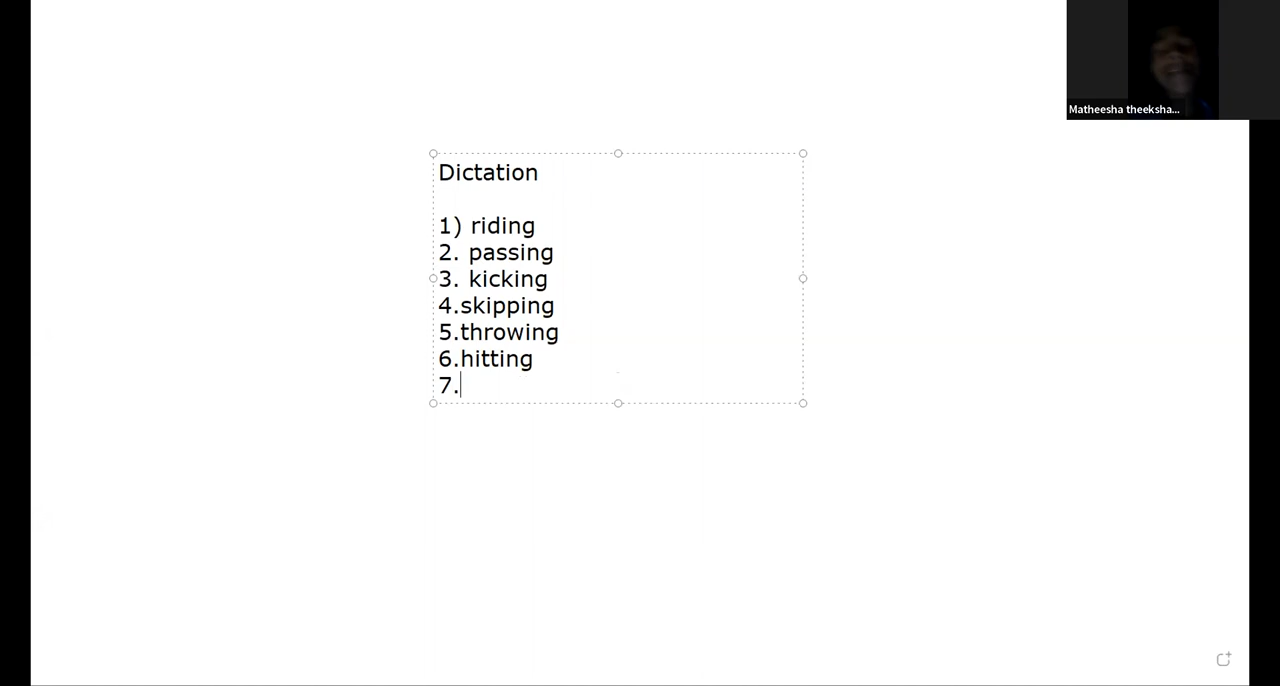 Matheesha theeksha...
Dictation
1) riding
2. passing
3. kicking
4.skipping
5.throwing
6.hitting
7.